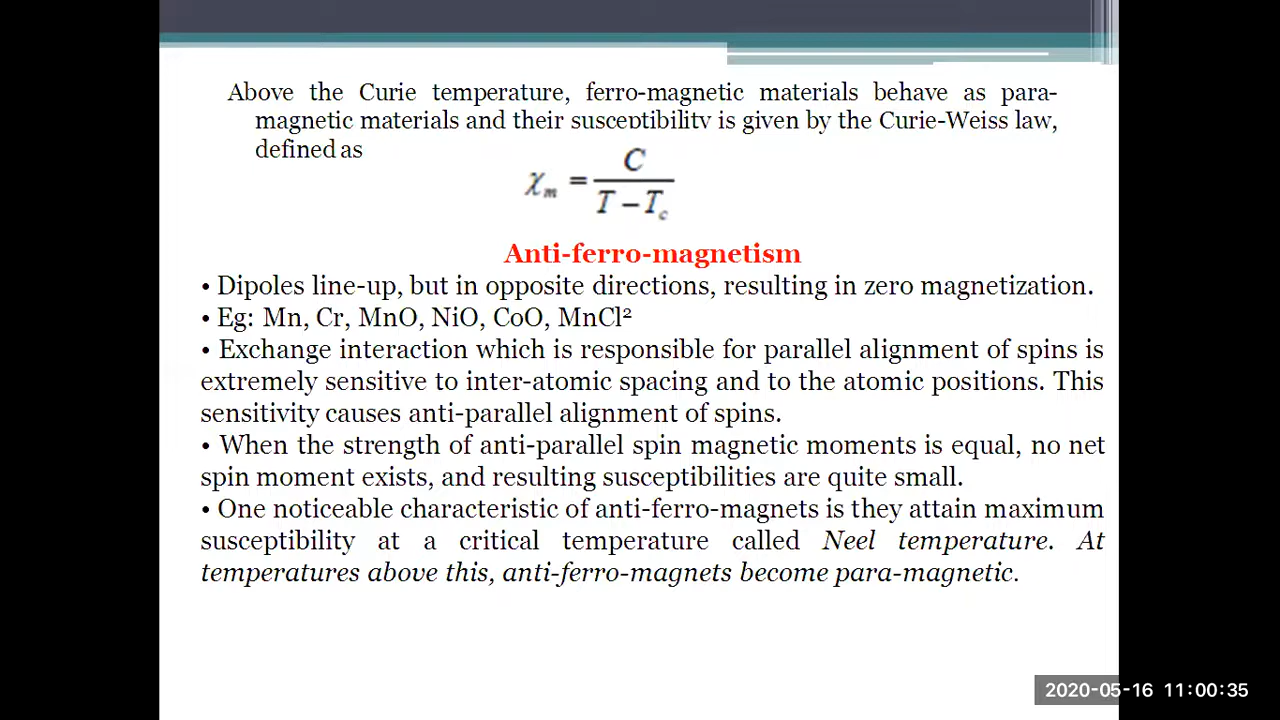 Above the Curie temperature, ferro-magnetic materials behave as para-
magnetic materials and their susceptibility is given by the Curie-Weiss law,
defined as
χₘ = C / (T − T꜀)
Anti-ferro-magnetism
• Dipoles line-up, but in opposite directions, resulting in zero magnetization.
• Eg: Mn, Cr, MnO, NiO, CoO, MnCl²
• Exchange interaction which is responsible for parallel alignment of spins is
extremely sensitive to inter-atomic spacing and to the atomic positions. This
sensitivity causes anti-parallel alignment of spins.
• When the strength of anti-parallel spin magnetic moments is equal, no net
spin moment exists, and resulting susceptibilities are quite small.
• One noticeable characteristic of anti-ferro-magnets is they attain maximum
susceptibility at a critical temperature called Neel temperature. At
temperatures above this, anti-ferro-magnets become para-magnetic.
2020-05-16 11:00:35